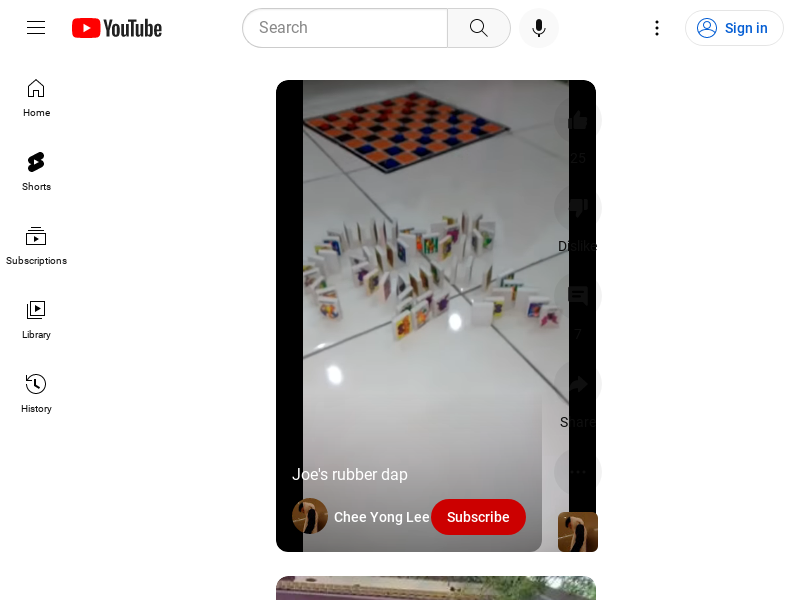 YouTube
Search
Sign in
Home
Shorts
Subscriptions
Library
History
25
Dislike
7
Share
Joe's rubber dap
Chee Yong Lee
Subscribe